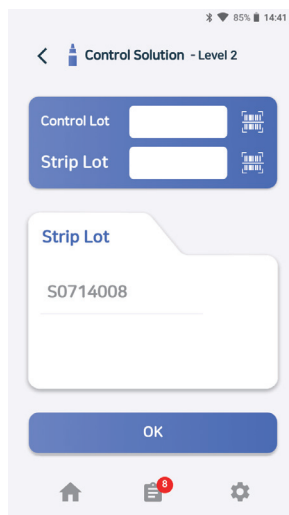 85% 14:41
Control Solution - Level 2
Control Lot
Strip Lot
Strip Lot
S0714008
OK
8